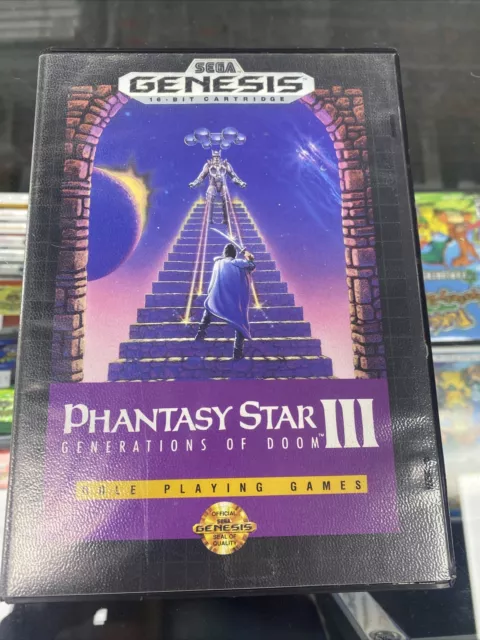 SEGA
GENESIS
16-BIT CARTRIDGE
PHANTASY STAR III
GENERATIONS OF DOOM™
ROLE PLAYING GAMES
OFFICIAL
SEGA
GENESIS
SEAL OF
QUALITY